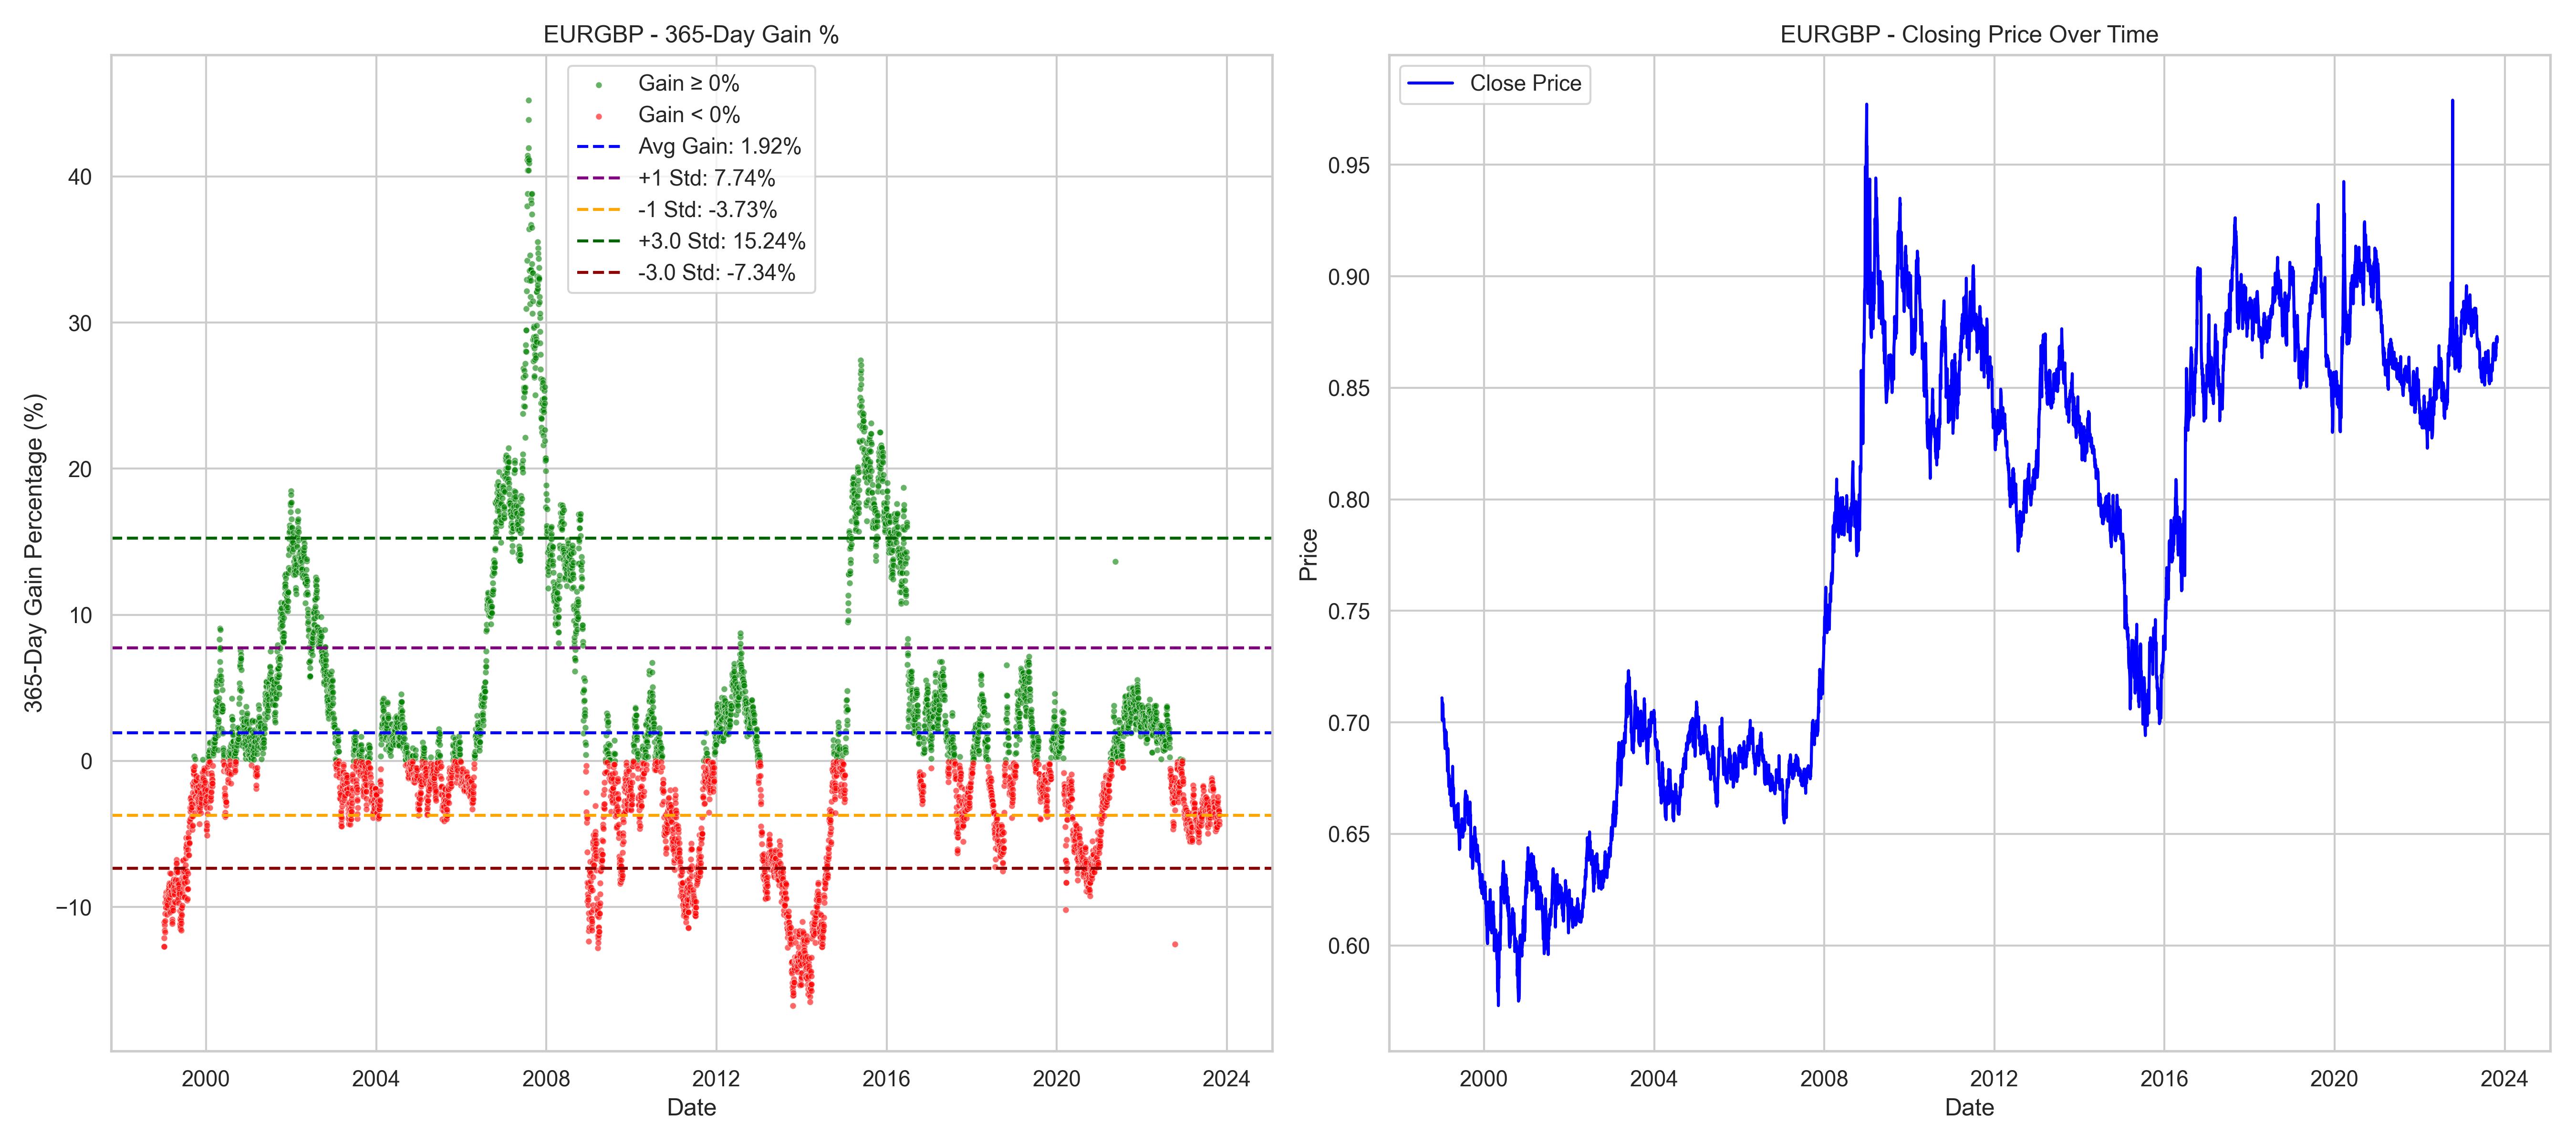 EURGBP - 365-Day Gain %
Gain ≥ 0%
Gain < 0%
Avg Gain: 1.92%
+1 Std: 7.74%
-1 Std: -3.73%
+3.0 Std: 15.24%
-3.0 Std: -7.34%
365-Day Gain Percentage (%)
40
30
20
10
0
−10
2000 2004 2008 2012 2016 2020 2024
Date
EURGBP - Closing Price Over Time
Close Price
Price
0.95
0.90
0.85
0.80
0.75
0.70
0.65
0.60
2000 2004 2008 2012 2016 2020 2024
Date